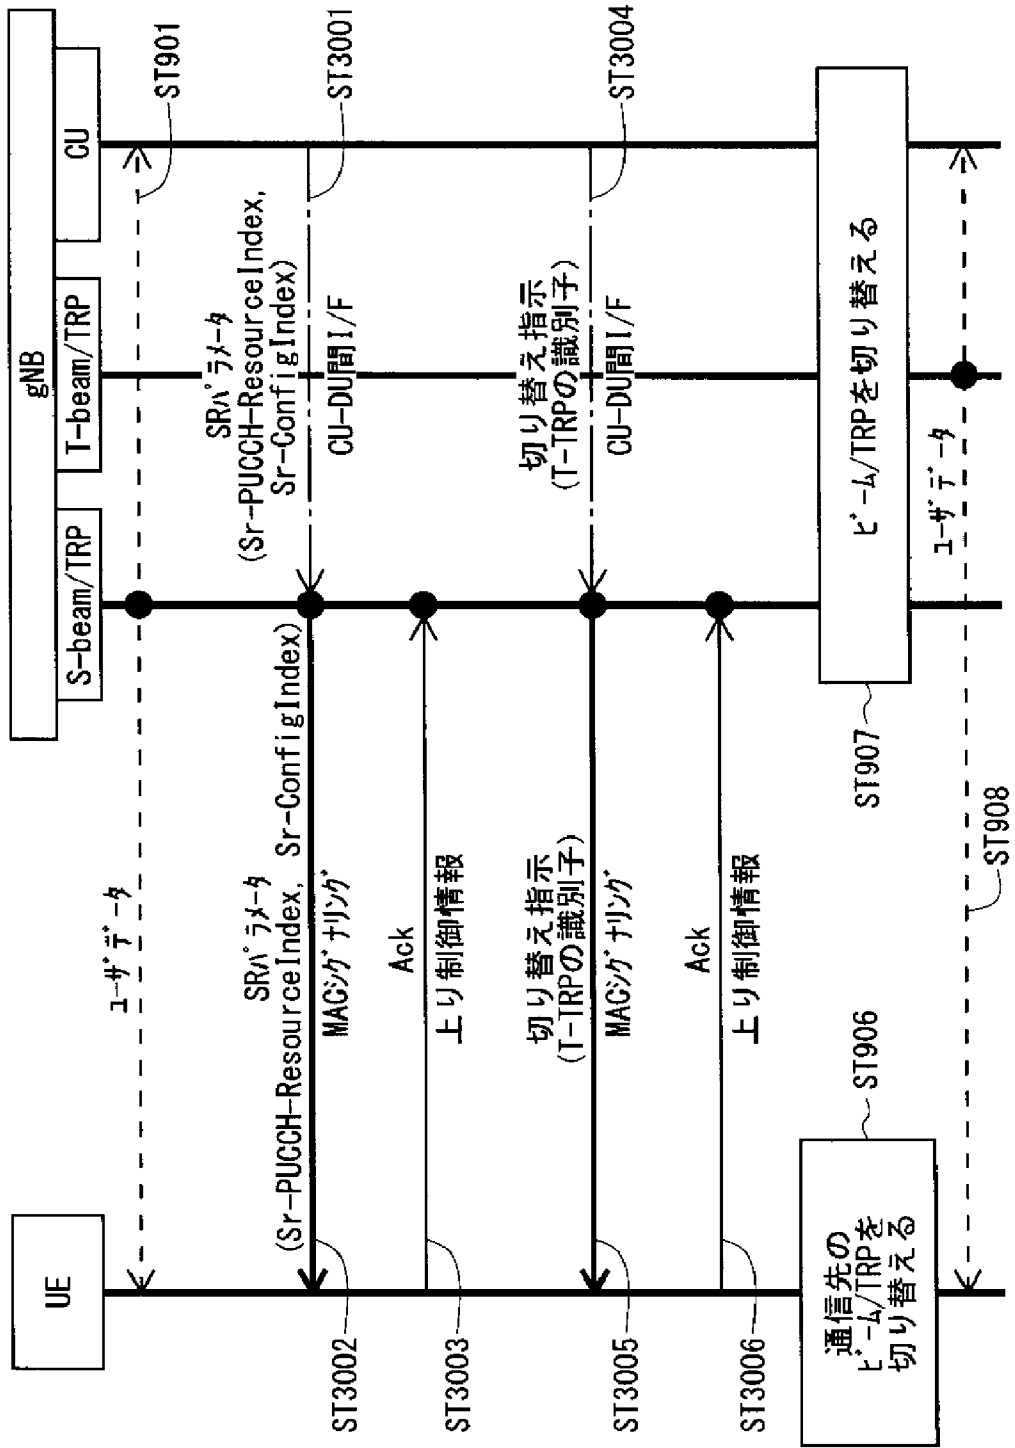 UE
gNB
S-beam/TRP
T-beam/TRP
CU
ユーザデータ
ST901
SRパラメータ
(Sr-PUCCH-ResourceIndex,
Sr-ConfigIndex)
CU-DU間I/F
ST3001
SRパラメータ
(Sr-PUCCH-ResourceIndex, Sr-ConfigIndex)
MACシグナリング
ST3002
Ack
上り制御情報
ST3003
切り替え指示
(T-TRPの識別子)
CU-DU間I/F
ST3004
切り替え指示
(T-TRPの識別子)
MACシグナリング
ST3005
Ack
上り制御情報
ST3006
通信先の
ビーム/TRPを
切り替える
ST906
ビーム/TRPを切り替える
ST907
ユーザデータ
ST908